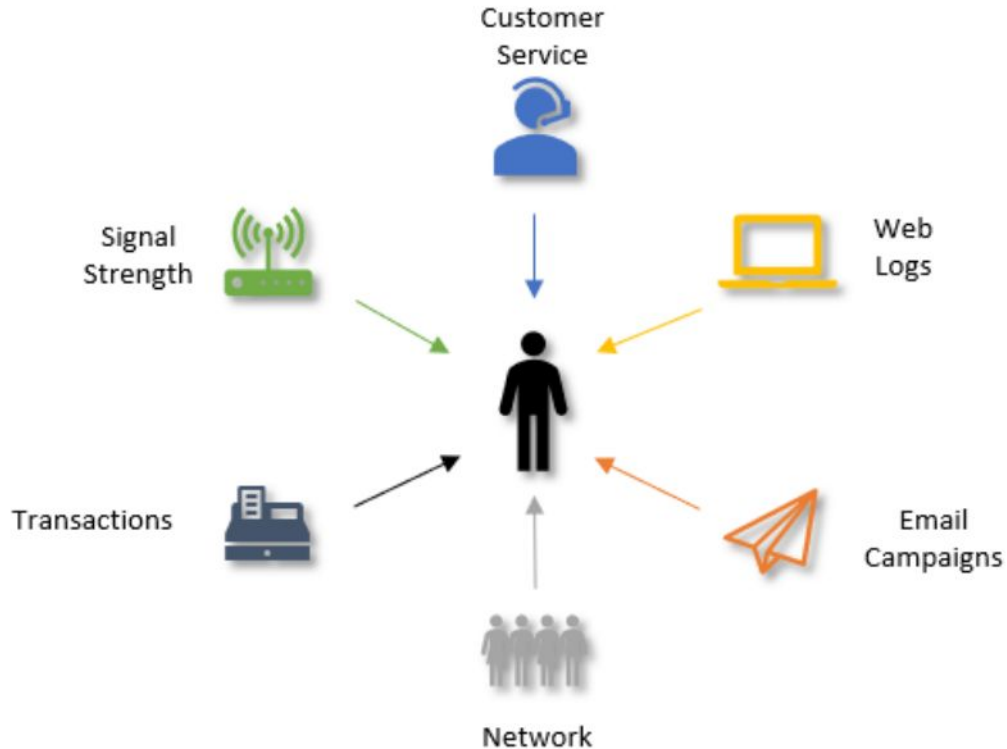 Customer
Service
Signal
Strength
Web
Logs
Transactions
Email
Campaigns
Network